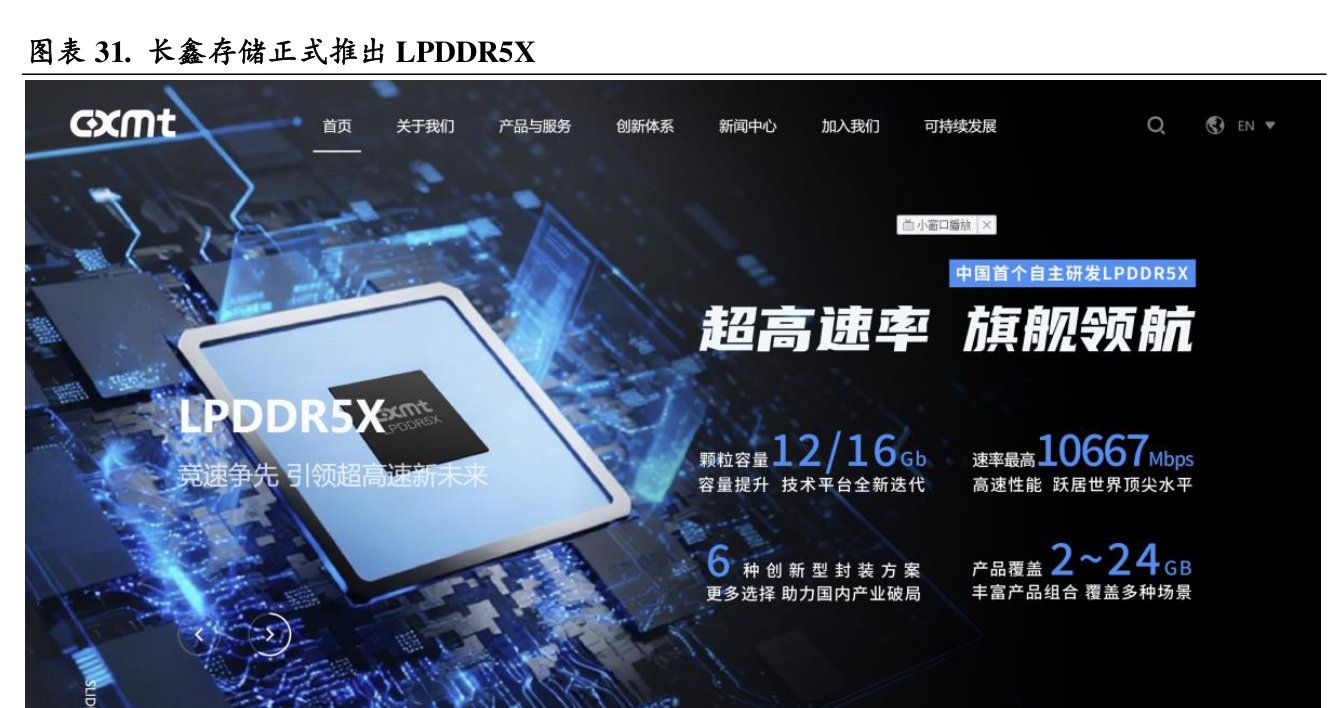 图表 31. 长鑫存储正式推出 LPDDR5X
cxmt
首页 关于我们 产品与服务 创新体系 新闻中心 加入我们 可持续发展 EN
小窗口播放
中国首个自主研发LPDDR5X
超高速率 旗舰领航
LPDDR5X
竞速争先 引领超高速新未来
cxmt
LPDDR5X
颗粒容量12/16Gb
容量提升 技术平台全新迭代
速率最高10667Mbps
高速性能 跃居世界顶尖水平
6种创新型封装方案
更多选择 助力国内产业破局
产品覆盖2~24GB
丰富产品组合 覆盖多种场景
SLID